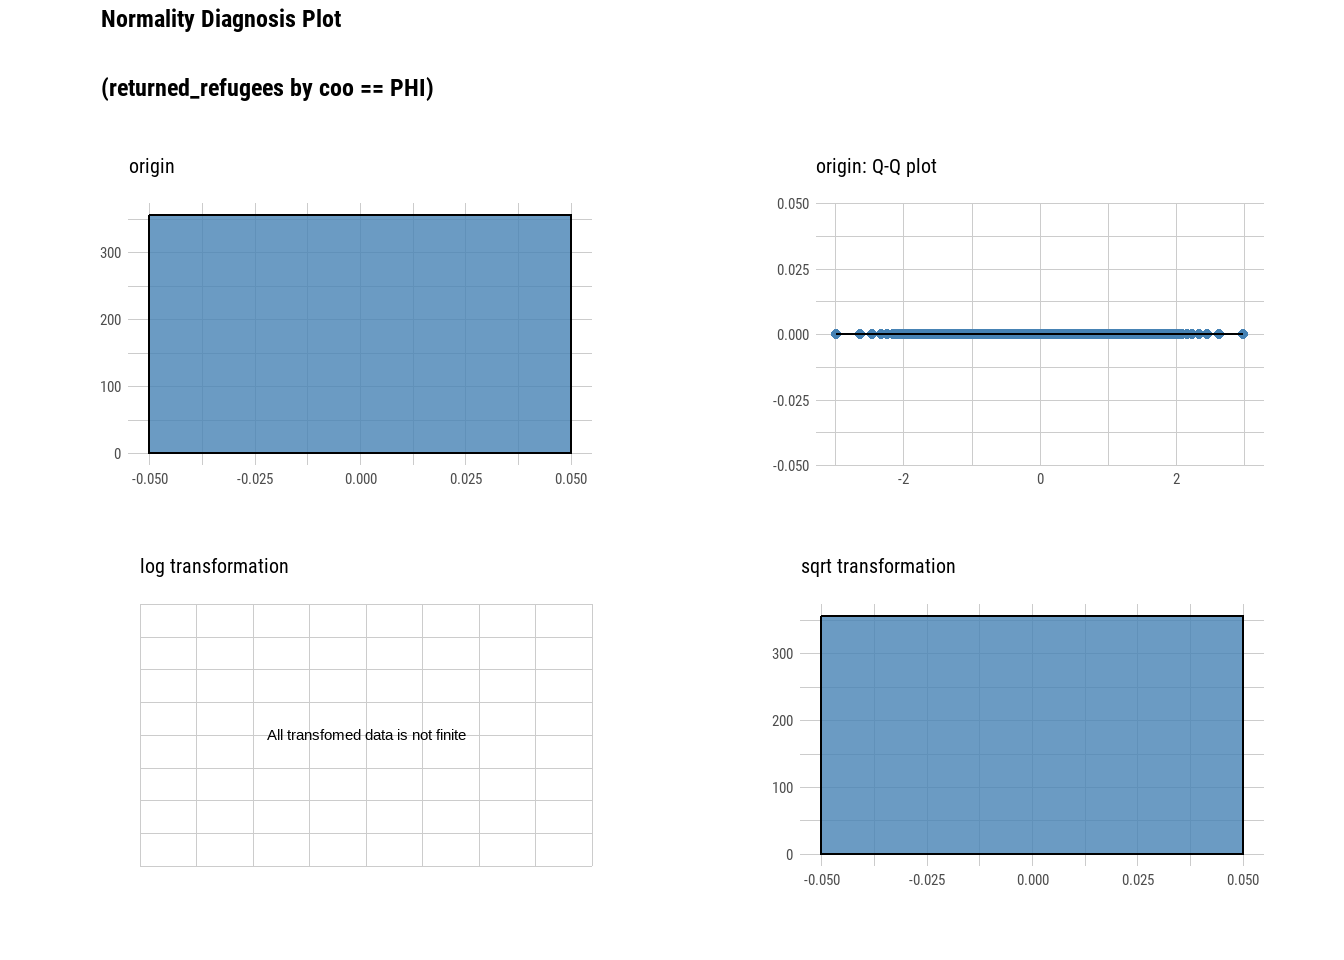 Normality Diagnosis Plot
(returned_refugees by coo == PHI)
origin
300
200
100
0
-0.050 -0.025 0.000 0.025 0.050
origin: Q-Q plot
0.050
0.025
0.000
-0.025
-0.050
-2 0 2
log transformation
All transfomed data is not finite
sqrt transformation
300
200
100
0
-0.050 -0.025 0.000 0.025 0.050